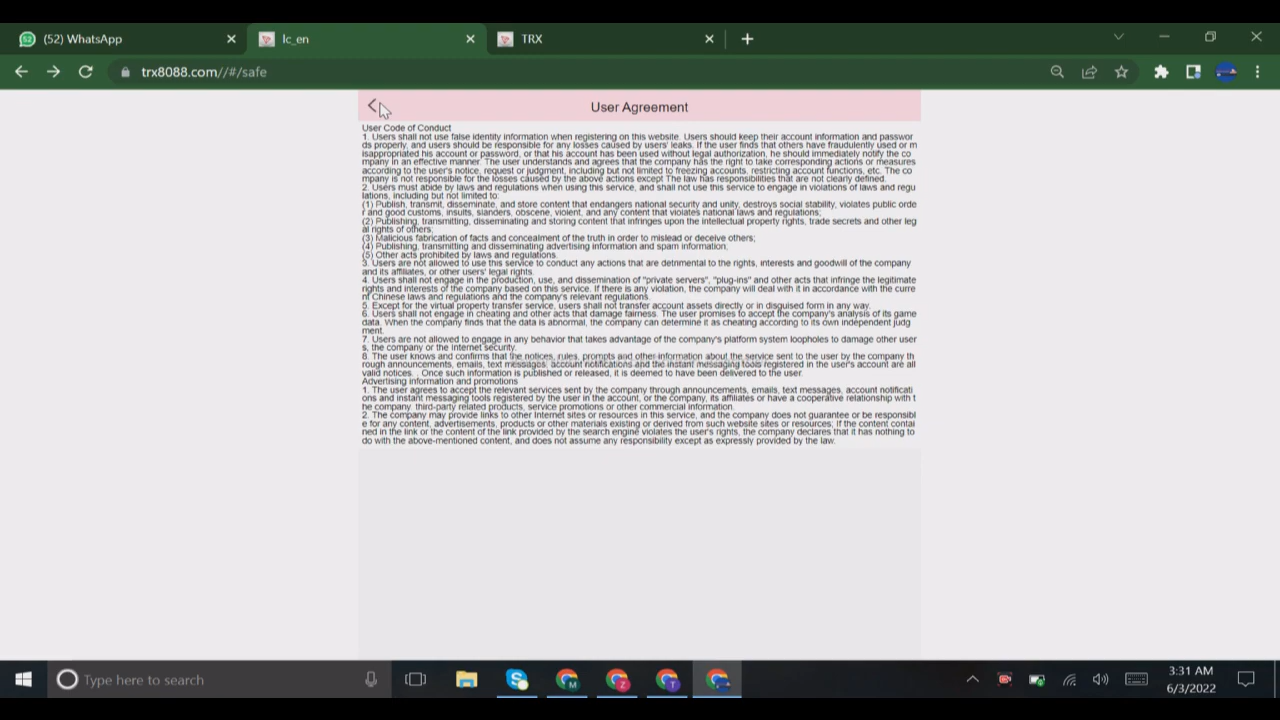 (52) WhatsApp
lc_en
TRX
trx8088.com//#/safe
User Agreement
User Code of Conduct
1. Users shall not use false identity information when registering on this website. Users should keep their account information and passwor
ds properly, and users should be responsible for any losses caused by users' leaks. If the user finds that others have fraudulently used or m
isappropriated his account or password, or that his account has been used without legal authorization, he should immediately notify the co
mpany in an effective manner. The user understands and agrees that the company has the right to take corresponding actions or measures
according to the user's notice, request or judgment, including but not limited to freezing accounts, restricting account functions, etc. The co
mpany is not responsible for the losses caused by the above actions except The law has responsibilities that are not clearly defined.
2. Users must abide by laws and regulations when using this service, and shall not use this service to engage in violations of laws and regu
lations, including but not limited to:
(1) Publish, transmit, disseminate, and store content that endangers national security and unity, destroys social stability, violates public orde
r and good customs, insults, slanders, obscene, violent, and any content that violates national laws and regulations;
(2) Publishing, transmitting, disseminating and storing content that infringes upon the intellectual property rights, trade secrets and other leg
al rights of others;
(3) Malicious fabrication of facts and concealment of the truth in order to mislead or deceive others;
(4) Publishing, transmitting and disseminating advertising information and spam information;
(5) Other acts prohibited by laws and regulations.
3. Users are not allowed to use this service to conduct any actions that are detrimental to the rights, interests and goodwill of the company
and its affiliates, or other users' legal rights.
4. Users shall not engage in the production, use, and dissemination of "private servers", "plug-ins" and other acts that infringe the legitimate
rights and interests of the company based on this service. If there is any violation, the company will deal with it in accordance with the curre
nt Chinese laws and regulations and the company's relevant regulations.
5. Except for the virtual property transfer service, users shall not transfer account assets directly or in disguised form in any way.
6. Users shall not engage in cheating and other acts that damage fairness. The user promises to accept the company's analysis of its game
data. When the company finds that the data is abnormal, the company can determine it as cheating according to its own independent judg
ment.
7. Users are not allowed to engage in any behavior that takes advantage of the company's platform system loopholes to damage other user
s, the company or the Internet security.
8. The user knows and confirms that the notices, rules, prompts and other information about the service sent to the user by the company th
rough announcements, emails, text messages, account notifications and the instant messaging tools registered in the user's account are all
valid notices. . Once such information is published or released, it is deemed to have been delivered to the user.
Advertising information and promotions
1. The user agrees to accept the relevant services sent by the company through announcements, emails, text messages, account notificati
ons and instant messaging tools registered by the user in the account, or the company, its affiliates or have a cooperative relationship with t
he company. third-party related products, service promotions or other commercial information.
2. The company may provide links to other Internet sites or resources in this service, and the company does not guarantee or be responsibl
e for any content, advertisements, products or other materials existing or derived from such website sites or resources; If the content contai
ned in the link or the content of the link provided by the search engine violates the user's rights, the company declares that it has nothing to
do with the above-mentioned content, and does not assume any responsibility except as expressly provided by the law.
Type here to search
3:31 AM
6/3/2022